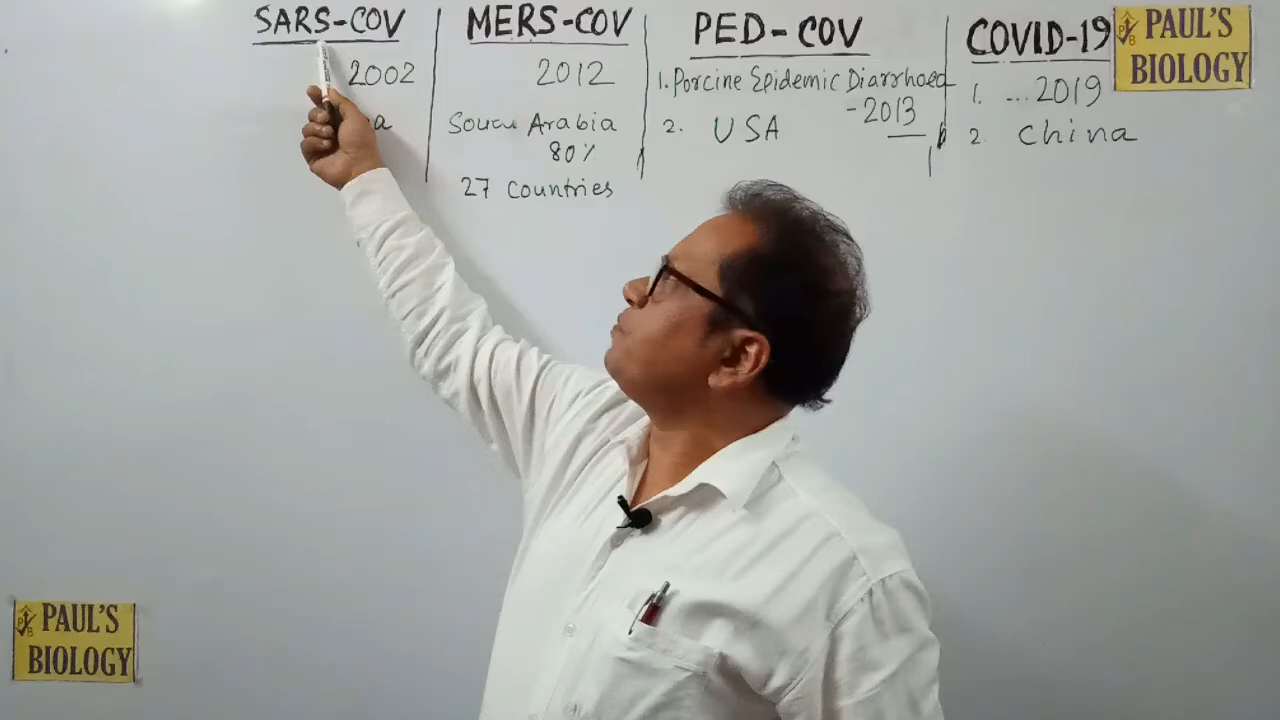 SARS-COV
2002
MERS-COV
2012
Arabia
80%
27 Countries
PED-COV
1. Porcine Epidemic Diarrhoea
-2013
2. USA
COVID-19
1. ...2019
2. China
PAUL'S
BIOLOGY
PAUL'S
BIOLOGY